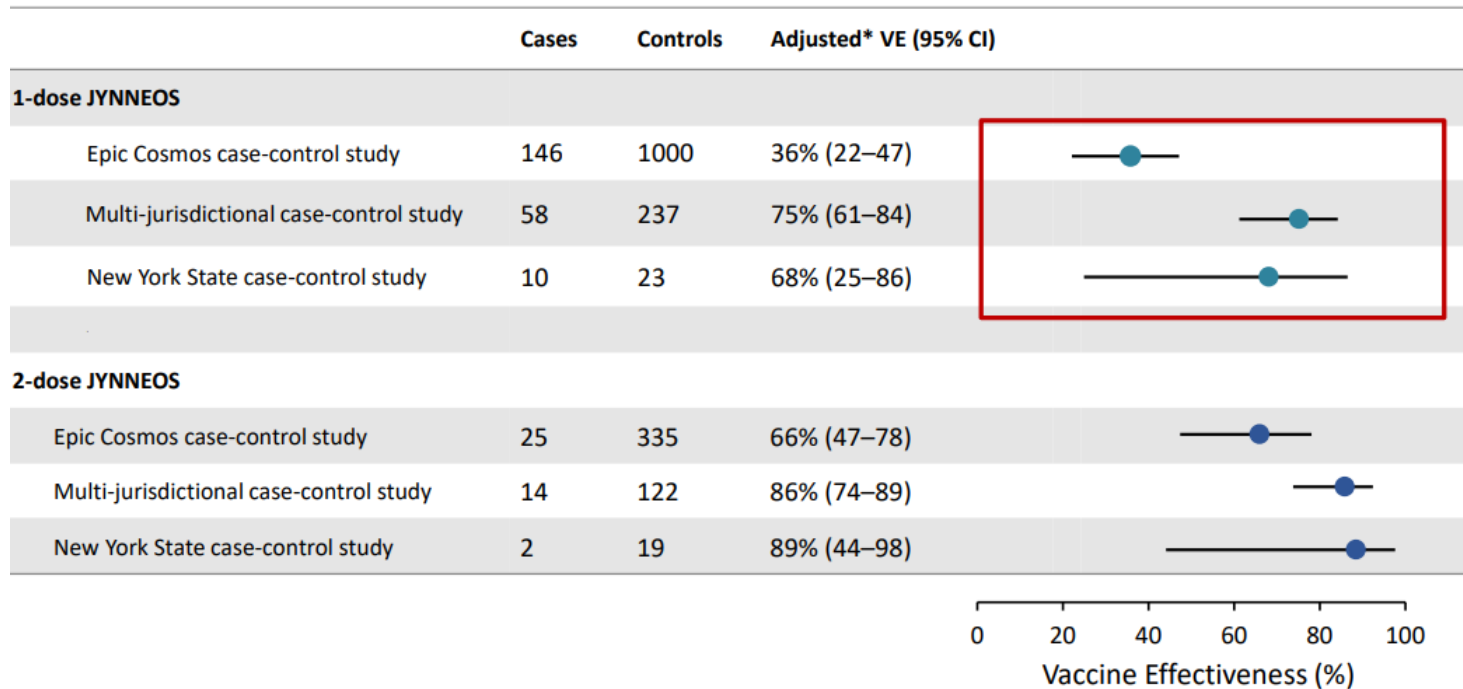 Cases Controls Adjusted* VE (95% CI)
1-dose JYNNEOS
Epic Cosmos case-control study 146 1000 36% (22–47)
Multi-jurisdictional case-control study 58 237 75% (61–84)
New York State case-control study 10 23 68% (25–86)
2-dose JYNNEOS
Epic Cosmos case-control study 25 335 66% (47–78)
Multi-jurisdictional case-control study 14 122 86% (74–89)
New York State case-control study 2 19 89% (44–98)
0 20 40 60 80 100
Vaccine Effectiveness (%)